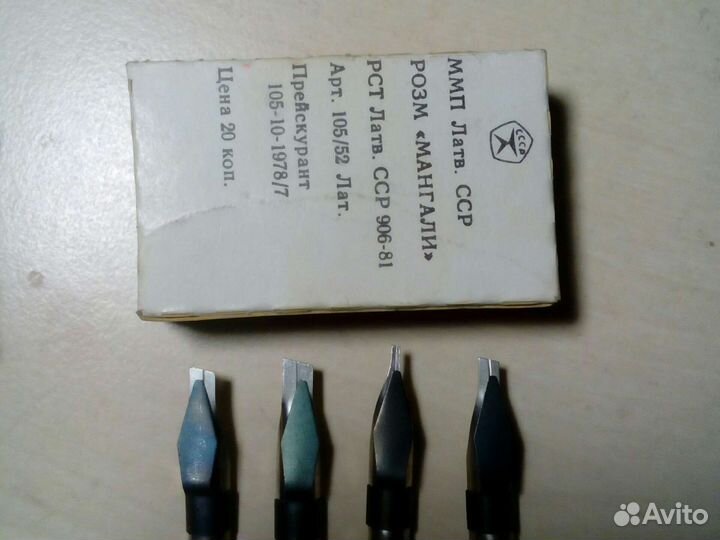 СССР
ММП Латв. ССР
РОЗМ «МАНГАЛИ»
РСТ Латв. ССР 906-81
Арт. 105/52 Лат.
Прейскурант
105-10-1978/7
Цена 20 коп.
Avito